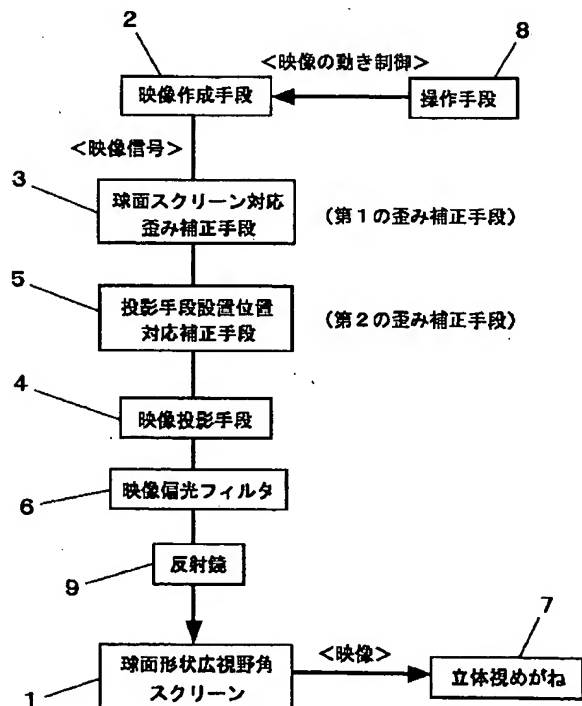 2
8
<映像の動き制御>
映像作成手段
操作手段
<映像信号>
3
球面スクリーン対応
歪み補正手段
(第1の歪み補正手段)
5
投影手段設置位置
対応補正手段
(第2の歪み補正手段)
4
映像投影手段
6
映像偏光フィルタ
9
反射鏡
7
<映像>
1
球面形状広視野角
スクリーン
立体視めがね